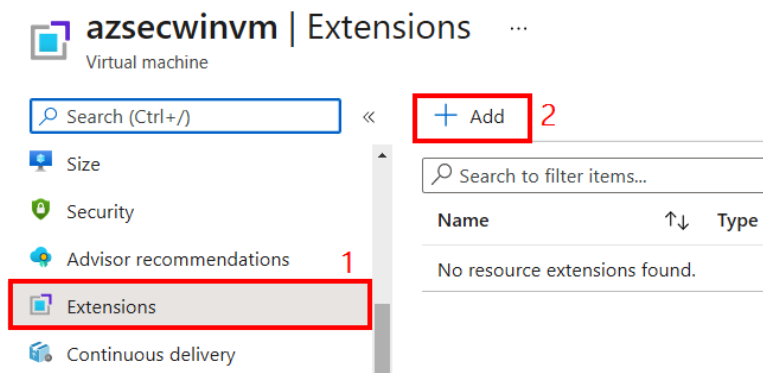 azsecwinvm | Extensions ...
Virtual machine
Search (Ctrl+/)
«
Size
Security
Advisor recommendations
1
Extensions
Continuous delivery
+ Add
2
Search to filter items...
Name ↑↓ Type
No resource extensions found.